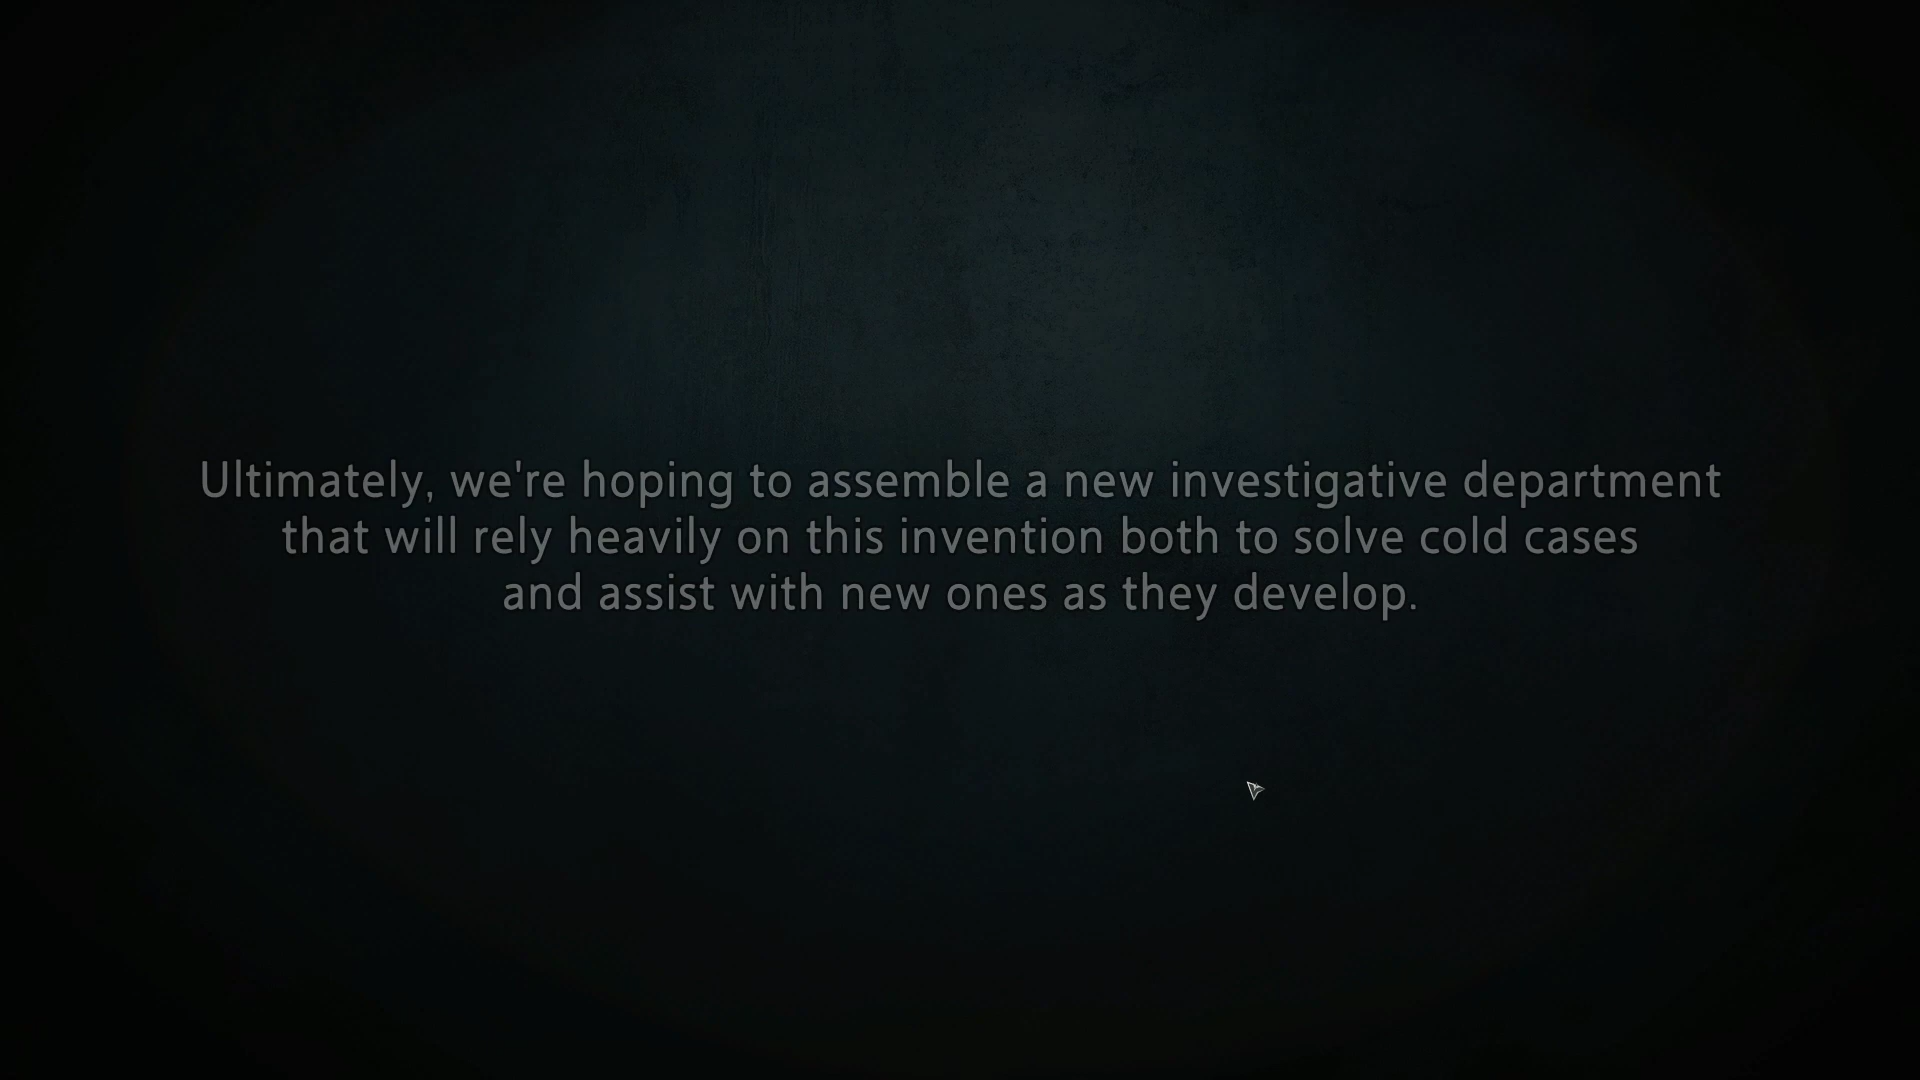 Ultimately, we're hoping to assemble a new investigative department
that will rely heavily on this invention both to solve cold cases
and assist with new ones as they develop.